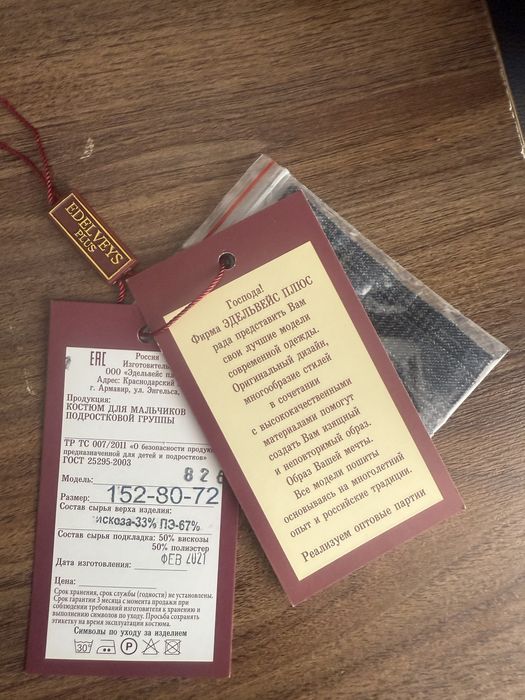 EDELVEYS
PLUS
Господа!
Фирма ЭДЕЛЬВЕЙС ПЛЮС
рада представить Вам
свои лучшие модели
современной одежды.
Оригинальный дизайн,
многообразие стилей
в сочетании
с высококачественными
материалами помогут
создать Вам изящный
и неповторимый образ.
Образ Вашей мечты.
Все модели пошиты
основываясь на многолетний
опыт и российские традиции.
Реализуем оптовые партии
EAC
Россия
Изготовитель
ООО «Эдельвейс
Адрес: Краснодарский
г. Армавир, ул. Энгельса,
Продукция:
КОСТЮМ ДЛЯ МАЛЬЧИКОВ
ПОДРОСТКОВОЙ ГРУППЫ
ТР ТС 007/2011 «О безопасности
предназначенной для детей и подростков»
ГОСТ 25295-2003
Модель: 828
Размер: 152-80-72
Состав сырья верха изделия:
вискоза-33% ПЭ-67%
Состав сырья подкладка: 50% вискозы
50% полиэстер
Дата изготовления: ФЕВ 2021
Цена:
Срок хранения, срок службы (годности) не установлены.
Срок гарантии 3 месяца с момента продажи при
соблюдении требований изготовителя к хранению и
выполнению символов по уходу. Просьба сохранять
этикетку на время эксплуатации костюма.
Символы по уходу за изделием
30°
P